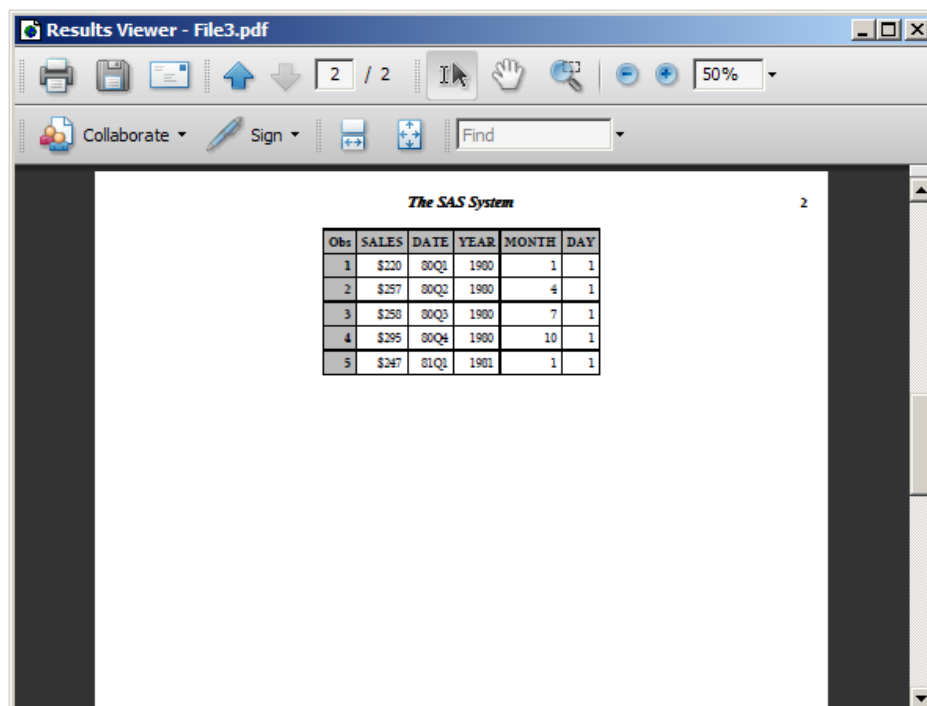 Results Viewer - File3.pdf
2 / 2 50%
Collaborate Sign Find
The SAS System 2
Obs SALES DATE YEAR MONTH DAY
1 $220 80Q1 1980 1 1
2 $257 80Q2 1980 4 1
3 $258 80Q3 1980 7 1
4 $295 80Q4 1980 10 1
5 $247 81Q1 1981 1 1